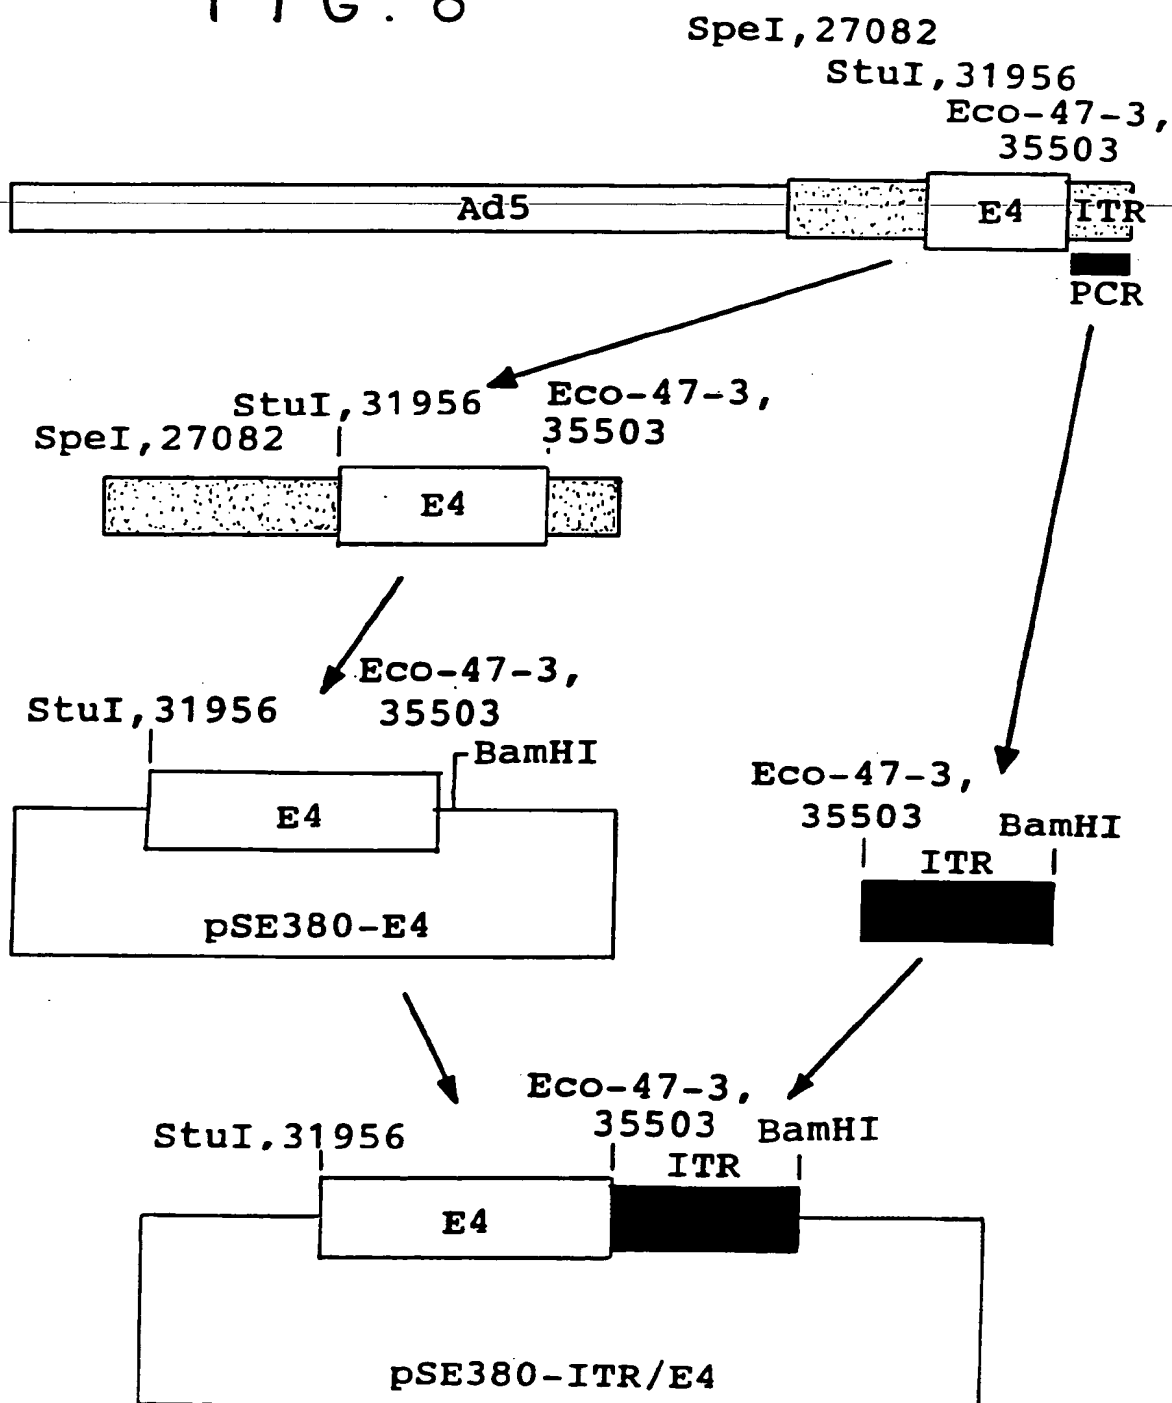 FIG. 8
SpeI,27082
StuI,31956
Eco-47-3,
35503
Ad5
E4
ITR
PCR
StuI,31956
Eco-47-3,
35503
SpeI,27082
E4
Eco-47-3,
35503
StuI,31956
BamHI
E4
pSE380-E4
Eco-47-3,
35503
BamHI
ITR
Eco-47-3,
35503
BamHI
StuI.31956
ITR
E4
pSE380-ITR/E4